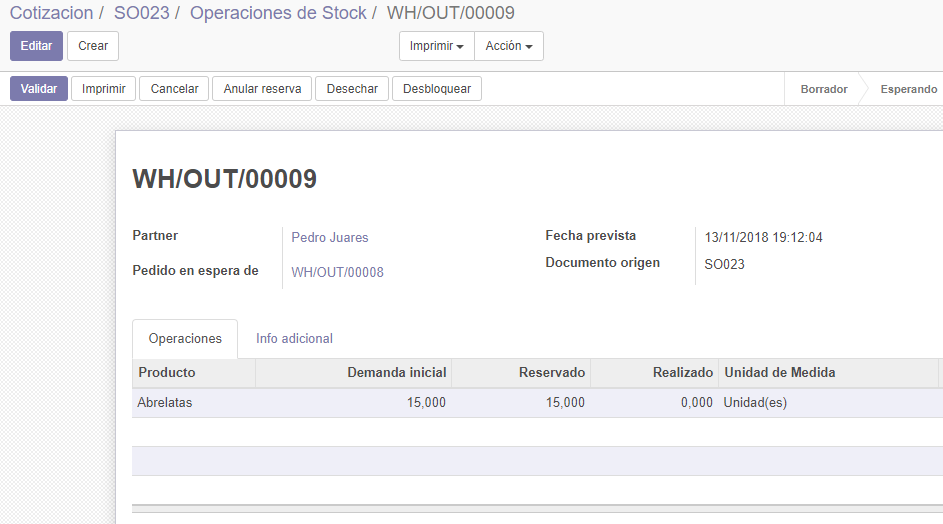 Cotizacion / SO023 / Operaciones de Stock / WH/OUT/00009
Editar Crear Imprimir Acción
Validar Imprimir Cancelar Anular reserva Desechar Desbloquear Borrador Esperando
WH/OUT/00009
Partner Pedro Juares Fecha prevista 13/11/2018 19:12:04
Pedido en espera de WH/OUT/00008 Documento origen SO023
Operaciones Info adicional
Producto Demanda inicial Reservado Realizado Unidad de Medida
Abrelatas 15,000 15,000 0,000 Unidad(es)